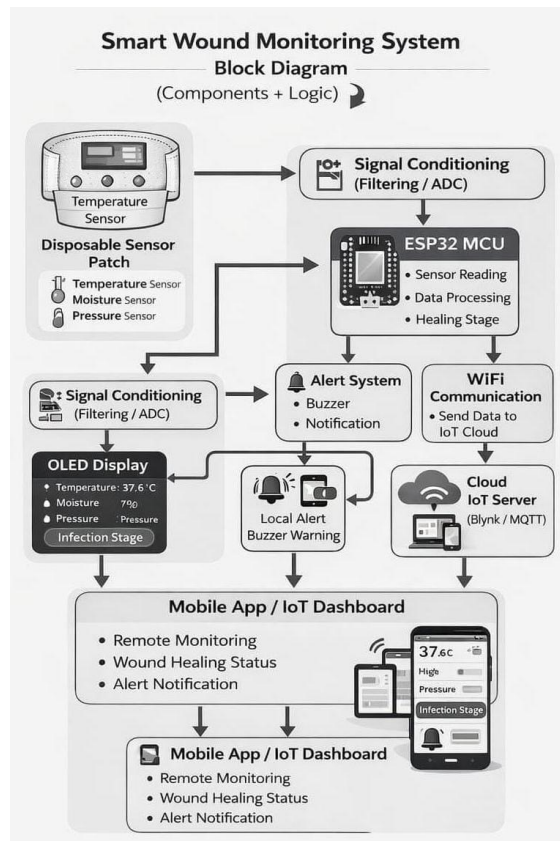 Smart Wound Monitoring System
Block Diagram
(Components + Logic)
Temperature
Sensor
Disposable Sensor
Patch
Temperature Sensor
Moisture Sensor
Pressure Sensor
Signal Conditioning
(Filtering / ADC)
ESP32 MCU
• Sensor Reading
• Data Processing
• Healing Stage
Signal Conditioning
(Filtering / ADC)
Alert System
• Buzzer
• Notification
WiFi
Communication
• Send Data to
IoT Cloud
OLED Display
Temperature: 37.6°C
Moisture 7%
Pressure : Pressure
Infection Stage
Local Alert
Buzzer Warning
Cloud
IoT Server
(Blynk / MQTT)
Mobile App / IoT Dashboard
• Remote Monitoring
• Wound Healing Status
• Alert Notification
37.6c
Pressure
Infection Stage
Mobile App / IoT Dashboard
• Remote Monitoring
• Wound Healing Status
• Alert Notification